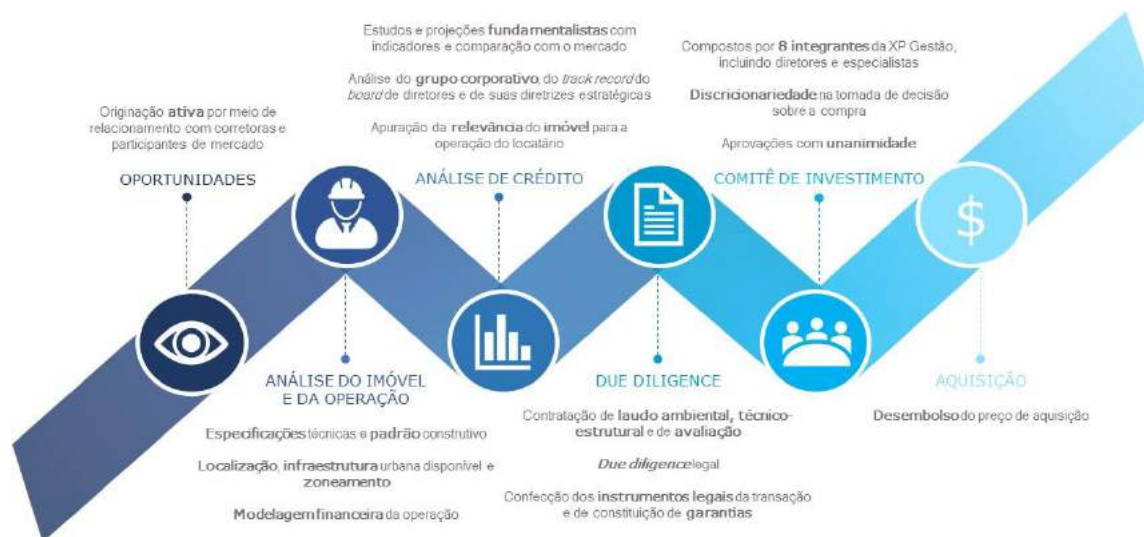 Originação ativa por meio de
relacionamento com corretoras e
participantes de mercado
OPORTUNIDADES
ANÁLISE DO IMÓVEL
E DA OPERAÇÃO
Especificações técnicas e padrão construtivo
Localização, infraestrutura urbana disponível e
zoneamento
Modelagem financeira da operação
Estudos e projeções fundamentalistas com
indicadores e comparação com o mercado
Análise do grupo corporativo, do track record do
board de diretores e de suas diretrizes estratégicas
Apuração da relevância do imóvel para a
operação do locatário
ANÁLISE DE CRÉDITO
DUE DILIGENCE
Contratação de laudo ambiental, técnico-
estrutural e de avaliação
Due diligence legal
Confecção dos instrumentos legais da transação
e de constituição de garantias
Compostos por 8 integrantes da XP Gestão,
incluindo diretores e especialistas
Discricionariedade na tomada de decisão
sobre a compra
Aprovações com unanimidade
COMITÊ DE INVESTIMENTO
$
AQUISIÇÃO
Desembolso do preço de aquisição